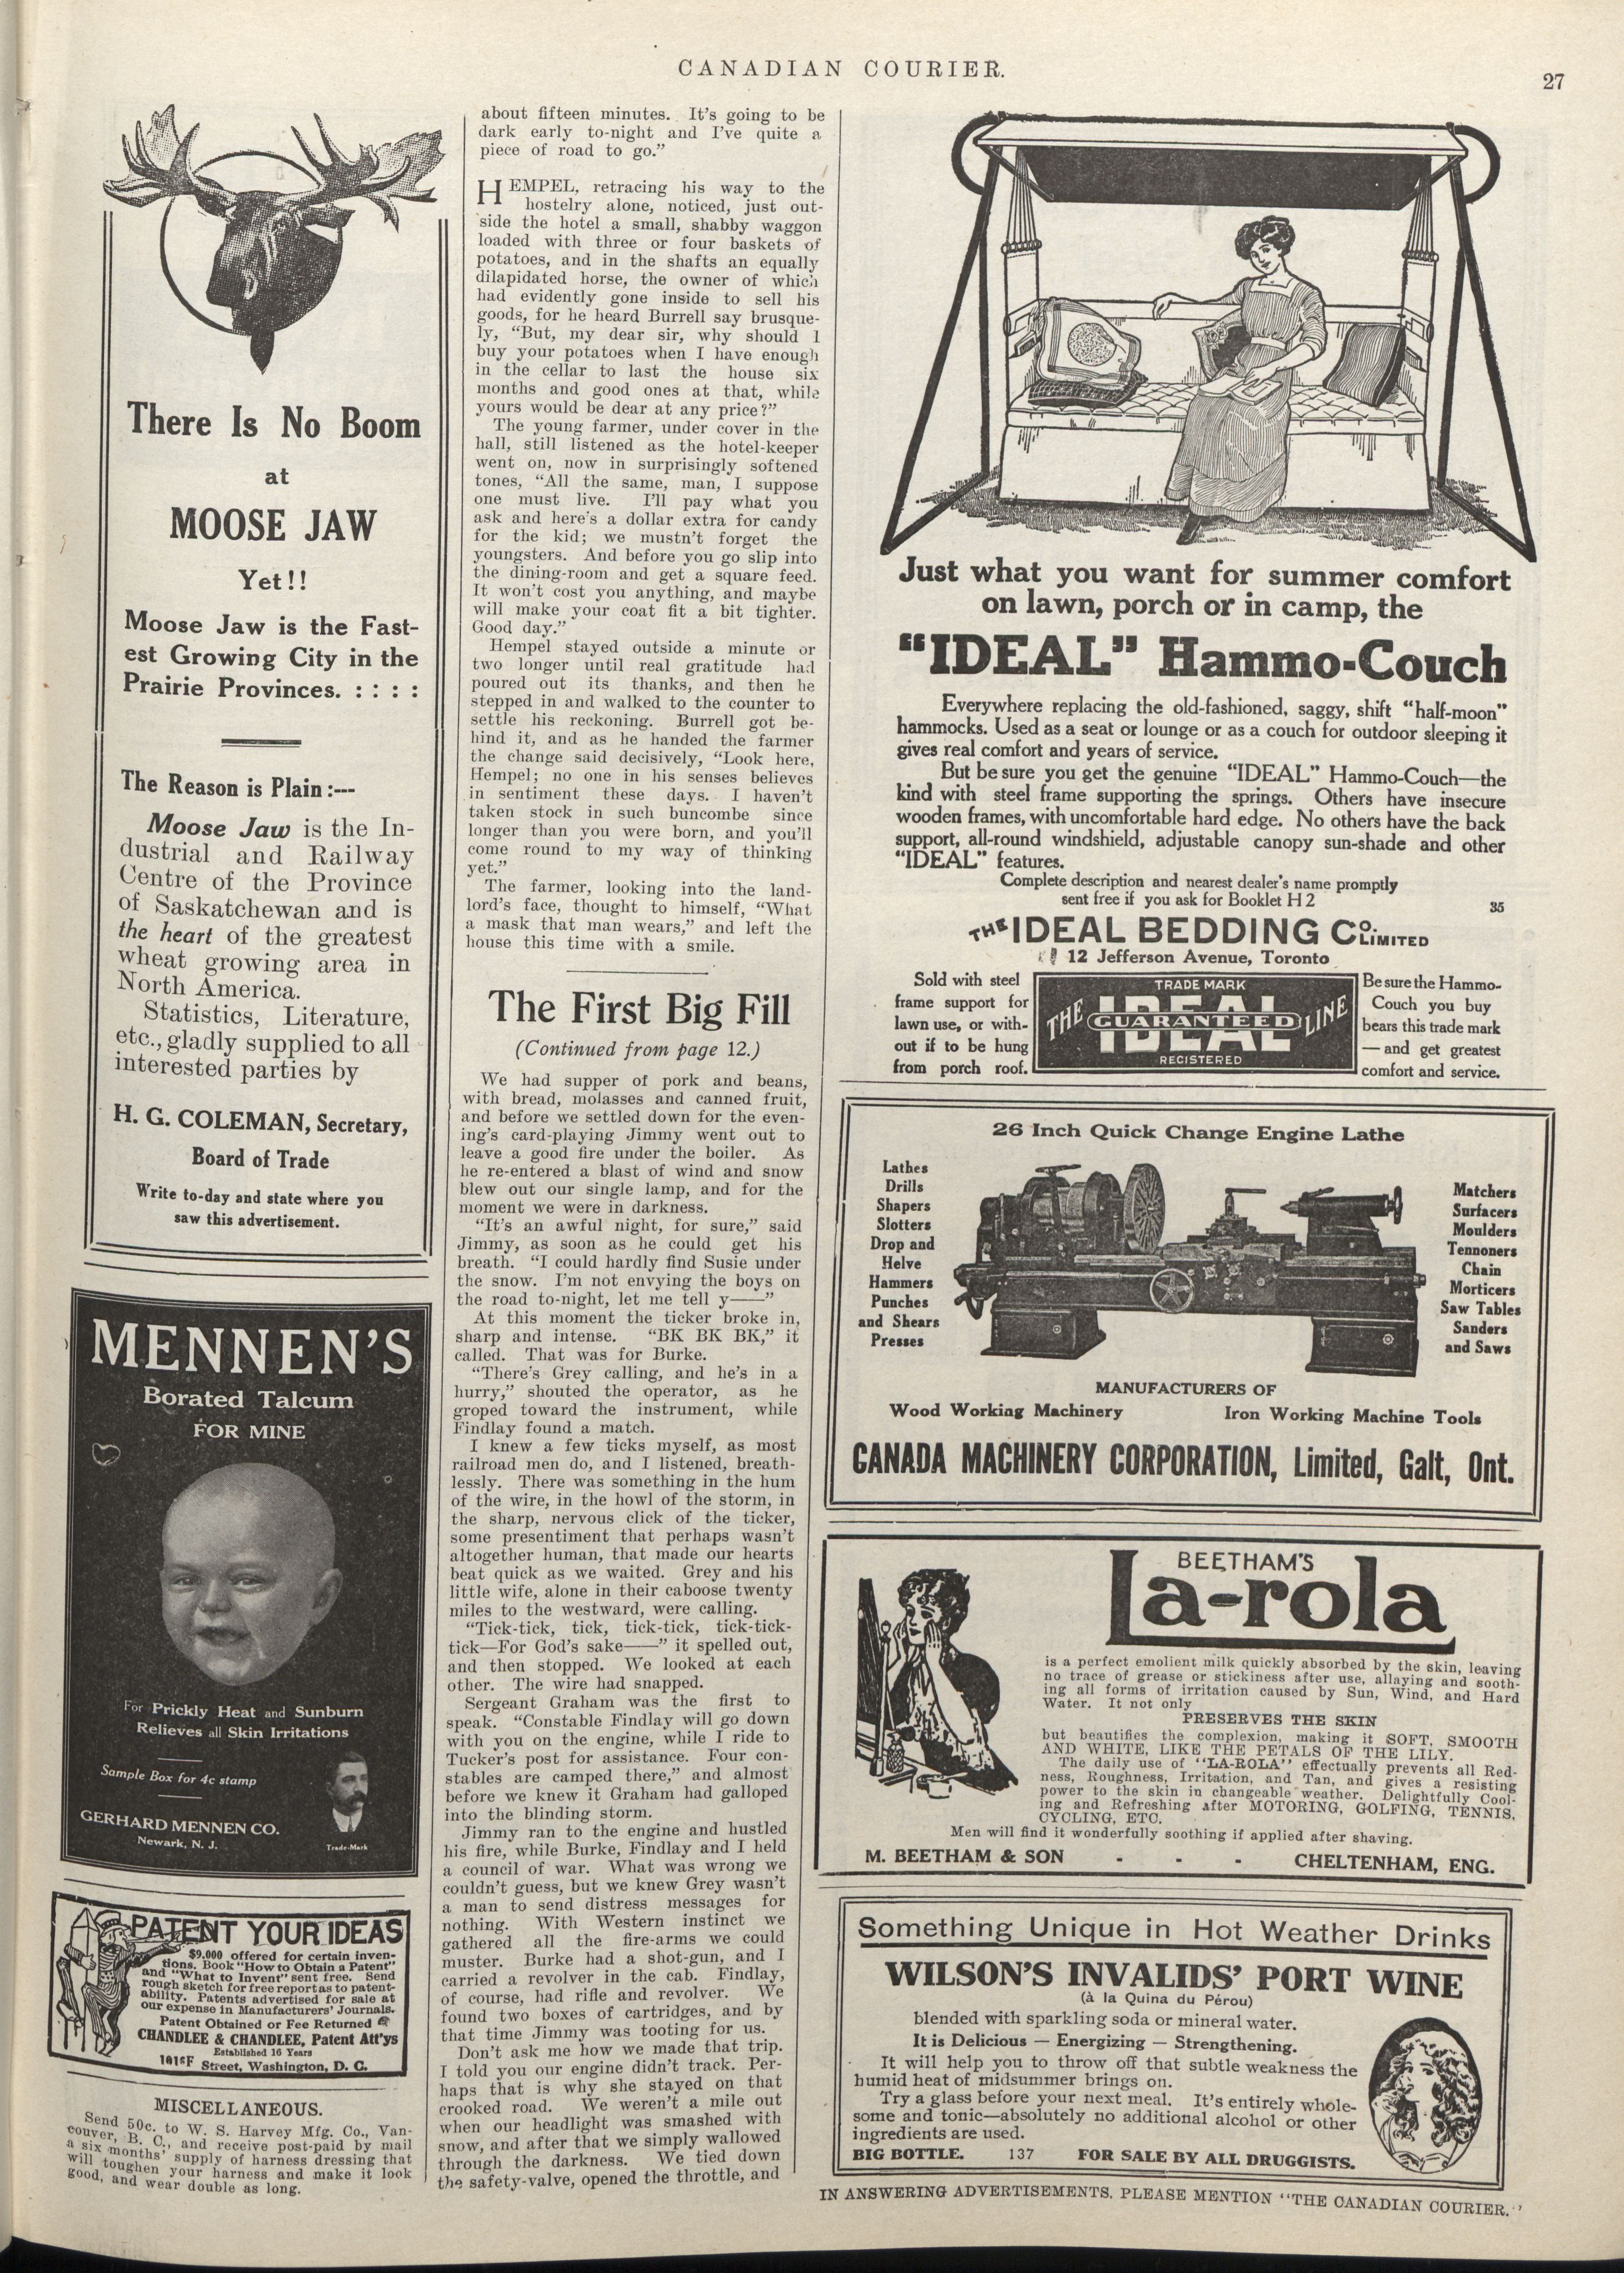 CANADIAN COURIER.
27
There Is No Boom
at
MOOSE JAW
Yet!!
Moose Jaw is the Fast-
est Growing City in the
Prairie Provinces. : : : :
The Reason is Plain :---
Moose Jaw is the In-
dustrial and Railway
Centre of the Province
of Saskatchewan and is
the heart of the greatest
wheat growing area in
North America.
Statistics, Literature,
etc., gladly supplied to all
interested parties by
H. G. COLEMAN, Secretary,
Board of Trade
Write to-day and state where you
saw this advertisement.
MENNEN'S
Borated Talcum
FOR MINE
For Prickly Heat and Sunburn
Relieves all Skin Irritations
Sample Box for 4c stamp
GERHARD MENNEN CO.
Newark, N. J.
Trade-Mark
PATENT YOUR IDEAS
$9,000 offered for certain inven-
tions. Book "How to Obtain a Patent"
and "What to Invent" sent free. Send
rough sketch for free report as to patent-
ability. Patents advertised for sale at
our expense in Manufacturers' Journals.
Patent Obtained or Fee Returned
CHANDLEE & CHANDLEE, Patent Att'ys
Established 16 Years
F Street, Washington, D. C.
MISCELLANEOUS.
Send 50c. to W. S. Harvey Mfg. Co., Van-
couver, B. C., and receive post-paid by mail
a six months' supply of harness dressing that
will toughen your harness and make it look
good, and wear double as long.
about fifteen minutes. It's going to be
dark early to-night and I've quite a
piece of road to go."
HEMPEL, retracing his way to the
hostelry alone, noticed, just out-
side the hotel a small, shabby waggon
loaded with three or four baskets of
potatoes, and in the shafts an equally
dilapidated horse, the owner of which
had evidently gone inside to sell his
goods, for he heard Burrell say brusque-
ly, "But, my dear sir, why should I
buy your potatoes when I have enough
in the cellar to last the house six
months and good ones at that, while
yours would be dear at any price?"
The young farmer, under cover in the
hall, still listened as the hotel-keeper
went on, now in surprisingly softened
tones, "All the same, man, I suppose
one must live. I'll pay what you
ask and here's a dollar extra for candy
for the kid; we mustn't forget the
youngsters. And before you go slip into
the dining-room and get a square feed.
It won't cost you anything, and maybe
will make your coat fit a bit tighter.
Good day."
Hempel stayed outside a minute or
two longer until real gratitude had
poured out its thanks, and then he
stepped in and walked to the counter to
settle his reckoning. Burrell got be-
hind it, and as he handed the farmer
the change said decisively, "Look here,
Hempel; no one in his senses believes
in sentiment these days. I haven't
taken stock in such buncombe since
longer than you were born, and you'll
come round to my way of thinking
yet."
The farmer, looking into the land-
lord's face, thought to himself, "What
a mask that man wears," and left the
house this time with a smile.
The First Big Fill
(Continued from page 12.)
We had supper of pork and beans,
with bread, molasses and canned fruit,
and before we settled down for the even-
ing's card-playing Jimmy went out to
leave a good fire under the boiler. As
he re-entered a blast of wind and snow
blew out our single lamp, and for the
moment we were in darkness.
"It's an awful night, for sure," said
Jimmy, as soon as he could get his
breath. "I could hardly find Susie under
the snow. I'm not envying the boys on
the road to-night, let me tell y——"
At this moment the ticker broke in,
sharp and intense. "BK BK BK," it
called. That was for Burke.
"There's Grey calling, and he's in a
hurry," shouted the operator, as he
groped toward the instrument, while
Findlay found a match.
I knew a few ticks myself, as most
railroad men do, and I listened, breath-
lessly. There was something in the hum
of the wire, in the howl of the storm, in
the sharp, nervous click of the ticker,
some presentiment that perhaps wasn't
altogether human, that made our hearts
beat quick as we waited. Grey and his
little wife, alone in their caboose twenty
miles to the westward, were calling.
"Tick-tick, tick, tick-tick, tick-tick-
tick—For God's sake——" it spelled out,
and then stopped. We looked at each
other. The wire had snapped.
Sergeant Graham was the first to
speak. "Constable Findlay will go down
with you on the engine, while I ride to
Tucker's post for assistance. Four con-
stables are camped there," and almost
before we knew it Graham had galloped
into the blinding storm.
Jimmy ran to the engine and hustled
his fire, while Burke, Findlay and I held
a council of war. What was wrong we
couldn't guess, but we knew Grey wasn't
a man to send distress messages for
nothing. With Western instinct we
gathered all the fire-arms we could
muster. Burke had a shot-gun, and I
carried a revolver in the cab. Findlay,
of course, had rifle and revolver. We
found two boxes of cartridges, and by
that time Jimmy was tooting for us.
Don't ask me how we made that trip.
I told you our engine didn't track. Per-
haps that is why she stayed on that
crooked road. We weren't a mile out
when our headlight was smashed with
snow, and after that we simply wallowed
through the darkness. We tied down
the safety-valve, opened the throttle, and
Just what you want for summer comfort
on lawn, porch or in camp, the
"IDEAL" Hammo-Couch
Everywhere replacing the old-fashioned, saggy, shift "half-moon"
hammocks. Used as a seat or lounge or as a couch for outdoor sleeping it
gives real comfort and years of service.
But be sure you get the genuine "IDEAL" Hammo-Couch—the
kind with steel frame supporting the springs. Others have insecure
wooden frames, with uncomfortable hard edge. No others have the back
support, all-round windshield, adjustable canopy sun-shade and other
"IDEAL" features.
Complete description and nearest dealer's name promptly
sent free if you ask for Booklet H 2
35
THE IDEAL BEDDING CO. LIMITED
12 Jefferson Avenue, Toronto
Sold with steel
frame support for
lawn use, or with-
out if to be hung
from porch roof.
TRADE MARK
THE IDEAL LINE
GUARANTEED
REGISTERED
Be sure the Hammo-
Couch you buy
bears this trade mark
— and get greatest
comfort and service.
26 Inch Quick Change Engine Lathe
Lathes
Drills
Shapers
Slotters
Drop and
Helve
Hammers
Punches
and Shears
Presses
Matchers
Surfacers
Moulders
Tennoners
Chain
Morticers
Saw Tables
Sanders
and Saws
MANUFACTURERS OF
Wood Working Machinery Iron Working Machine Tools
CANADA MACHINERY CORPORATION, Limited, Galt, Ont.
BEETHAM'S
La-rola
is a perfect emolient milk quickly absorbed by the skin, leaving
no trace of grease or stickiness after use, allaying and sooth-
ing all forms of irritation caused by Sun, Wind, and Hard
Water. It not only
PRESERVES THE SKIN
but beautifies the complexion, making it SOFT, SMOOTH
AND WHITE, LIKE THE PETALS OF THE LILY.
The daily use of "LA-ROLA" effectually prevents all Red-
ness, Roughness, Irritation, and Tan, and gives a resisting
power to the skin in changeable weather. Delightfully Cool-
ing and Refreshing after MOTORING, GOLFING, TENNIS,
CYCLING, ETC.
Men will find it wonderfully soothing if applied after shaving.
M. BEETHAM & SON - - - CHELTENHAM, ENG.
Something Unique in Hot Weather Drinks
WILSON'S INVALIDS' PORT WINE
(à la Quina du Pérou)
blended with sparkling soda or mineral water.
It is Delicious — Energizing — Strengthening.
It will help you to throw off that subtle weakness the
humid heat of midsummer brings on.
Try a glass before your next meal. It's entirely whole-
some and tonic—absolutely no additional alcohol or other
ingredients are used.
BIG BOTTLE. 137 FOR SALE BY ALL DRUGGISTS.
IN ANSWERING ADVERTISEMENTS, PLEASE MENTION "THE CANADIAN COURIER."